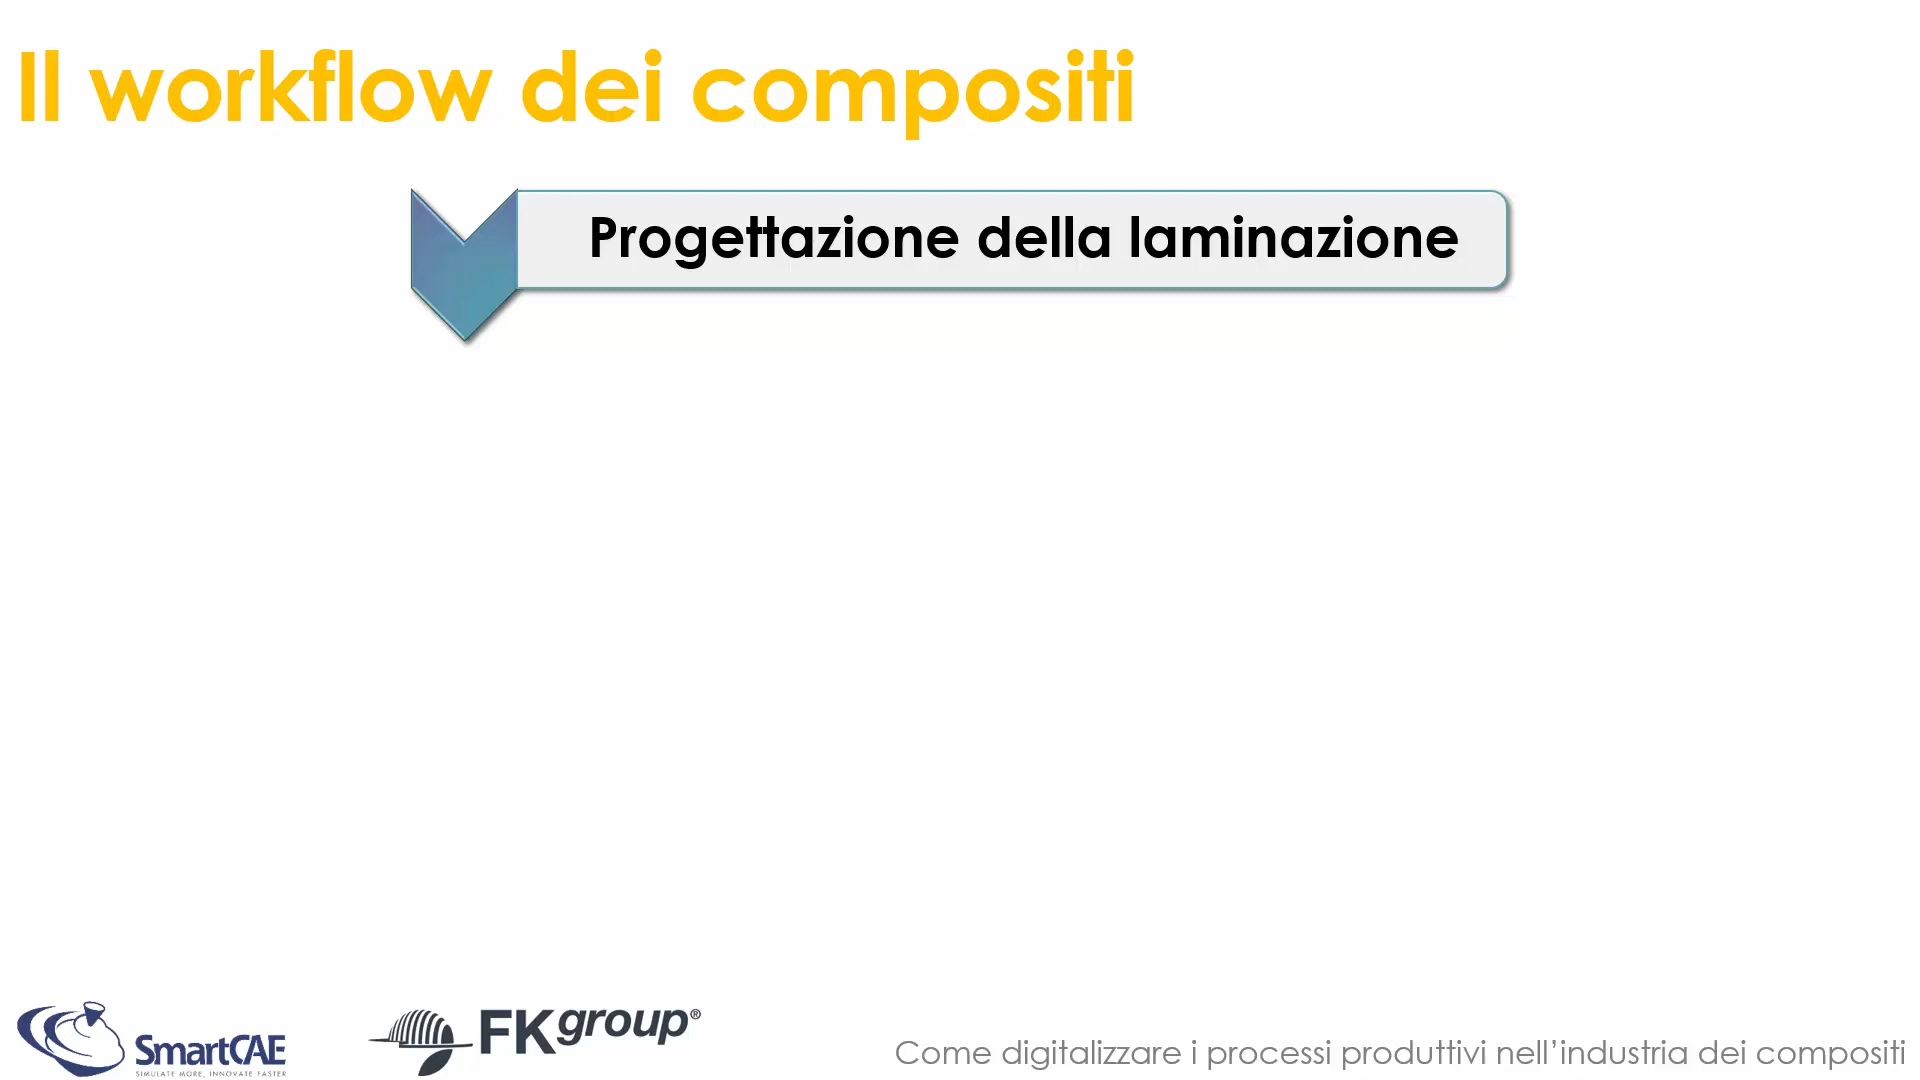 Il workflow dei compositi
Progettazione della laminazione
SmartCAE
SIMULATE MORE, INNOVATE FASTER
FKgroup®
Come digitalizzare i processi produttivi nell’industria dei compositi